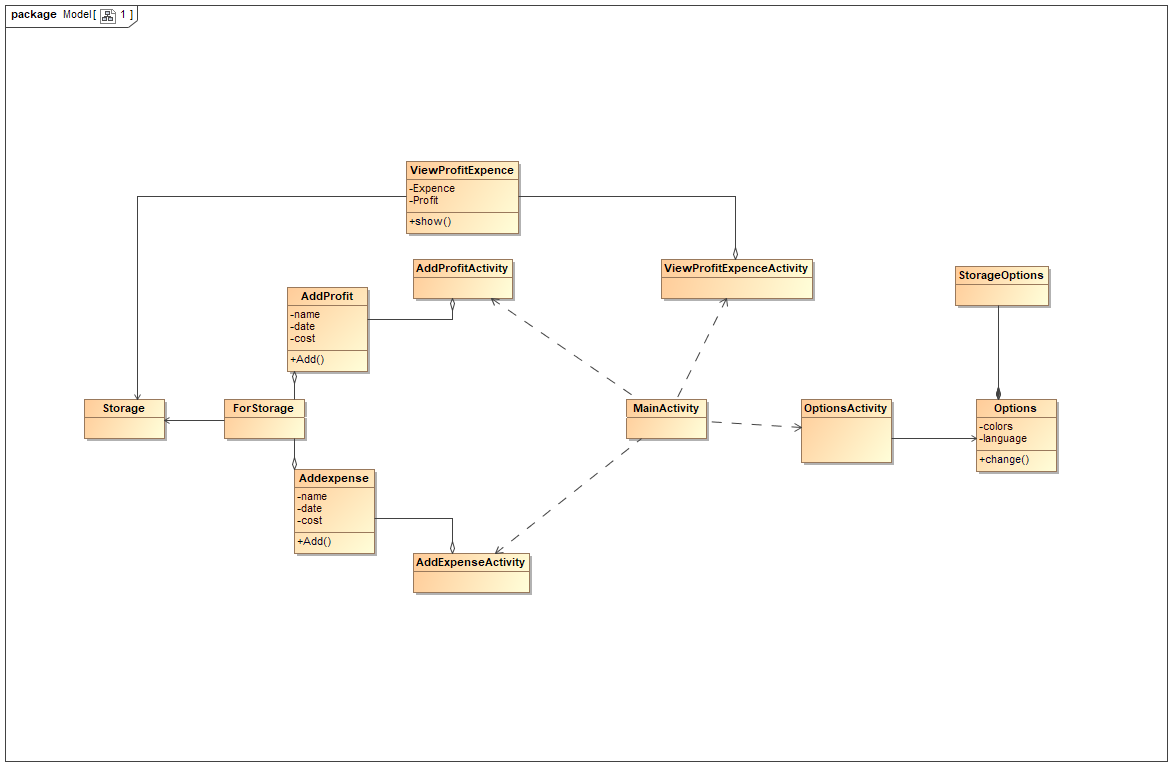 package Model[ 1 ]
ViewProfitExpence
-Expence
-Profit
+show()
AddProfitActivity
ViewProfitExpenceActivity
StorageOptions
AddProfit
-name
-date
-cost
+Add()
Storage
ForStorage
MainActivity
OptionsActivity
Options
-colors
-language
+change()
Addexpense
-name
-date
-cost
+Add()
AddExpenseActivity